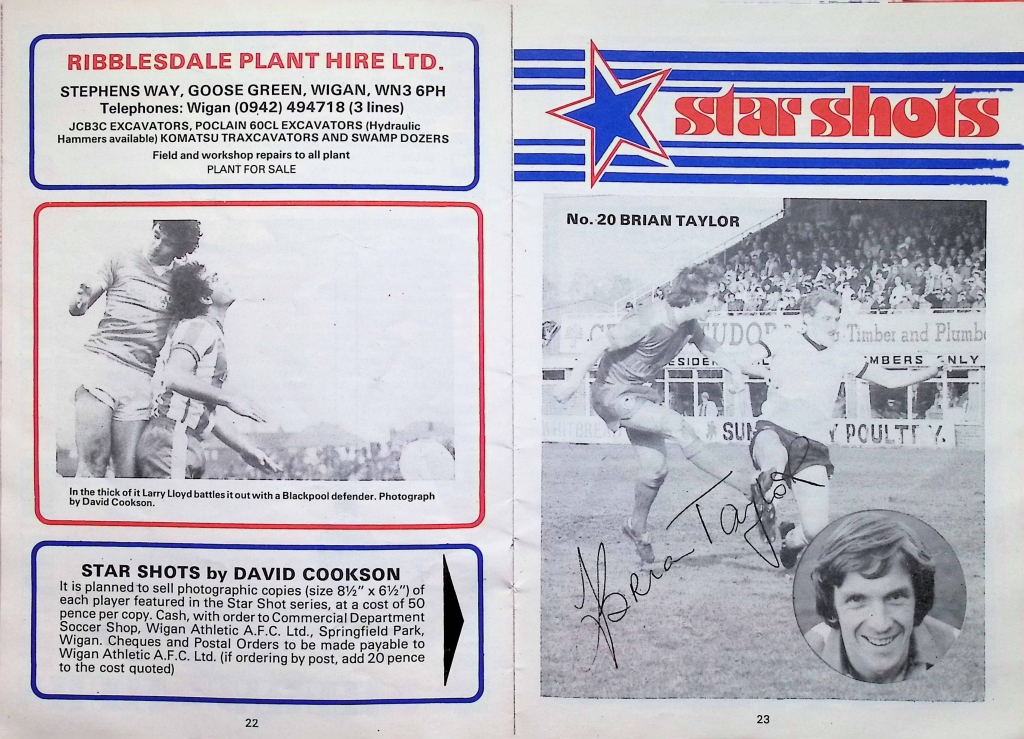 RIBBLESDALE PLANT HIRE LTD.
STEPHENS WAY, GOOSE GREEN, WIGAN, WN3 6PH
Telephones: Wigan (0942) 494718 (3 lines)
JCB3C EXCAVATORS, POCLAIN 60CL EXCAVATORS (Hydraulic
Hammers available) KOMATSU TRAXCAVATORS AND SWAMP DOZERS
Field and workshop repairs to all plant
PLANT FOR SALE
In the thick of it Larry Lloyd battles it out with a Blackpool defender. Photograph
by David Cookson.
STAR SHOTS by DAVID COOKSON
It is planned to sell photographic copies (size 8½" x 6½") of
each player featured in the Star Shot series, at a cost of 50
pence per copy. Cash, with order to Commercial Department
Soccer Shop, Wigan Athletic A.F.C. Ltd., Springfield Park,
Wigan. Cheques and Postal Orders to be made payable to
Wigan Athletic A.F.C. Ltd. (if ordering by post, add 20 pence
to the cost quoted)
22
star shots
No. 20 BRIAN TAYLOR
TUDOR
Timber and Plumb
MBERS ONLY
SUN
POULTRY.
Brian Taylor
23